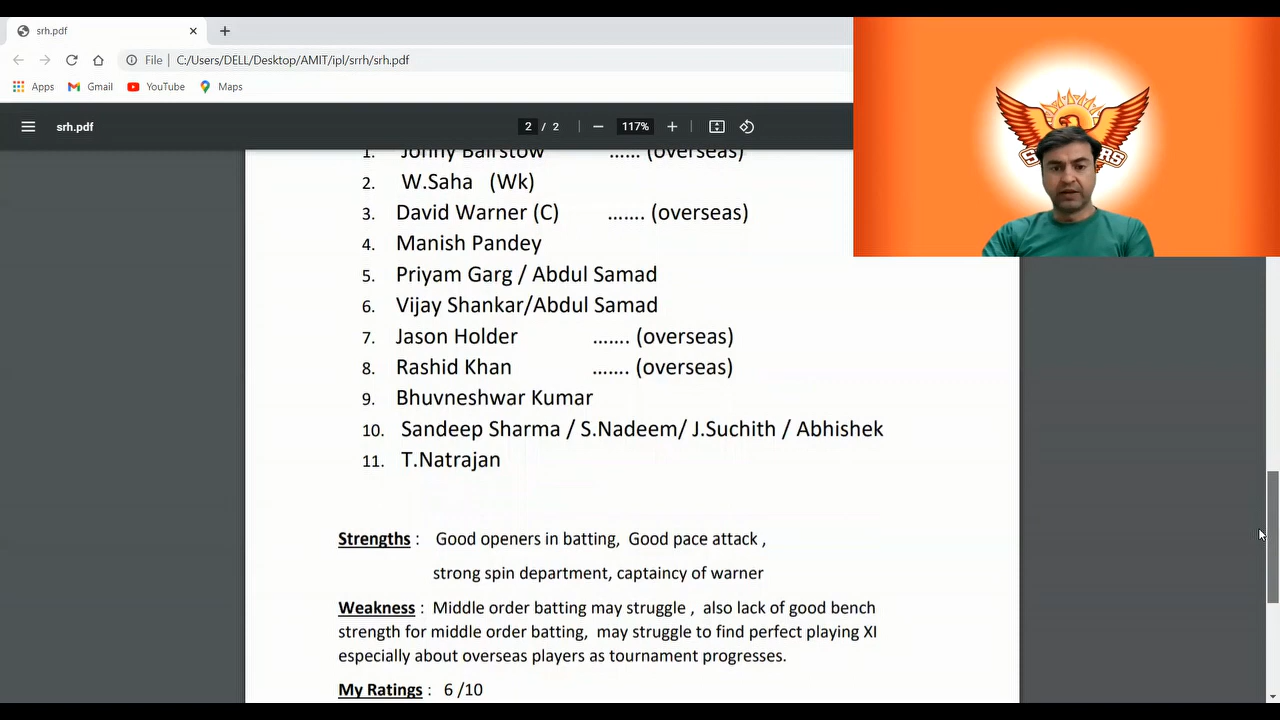 srh.pdf
File C:/Users/DELL/Desktop/AMIT/ipl/srrh/srh.pdf
Apps Gmail YouTube Maps
srh.pdf 2 / 2 117%
1. Jonny Bairstow ...... (overseas)
2. W.Saha (Wk)
3. David Warner (C) ....... (overseas)
4. Manish Pandey
5. Priyam Garg / Abdul Samad
6. Vijay Shankar/Abdul Samad
7. Jason Holder ....... (overseas)
8. Rashid Khan ....... (overseas)
9. Bhuvneshwar Kumar
10. Sandeep Sharma / S.Nadeem/ J.Suchith / Abhishek
11. T.Natrajan
Strengths : Good openers in batting, Good pace attack ,
strong spin department, captaincy of warner
Weakness : Middle order batting may struggle , also lack of good bench
strength for middle order batting, may struggle to find perfect playing XI
especially about overseas players as tournament progresses.
My Ratings : 6 /10